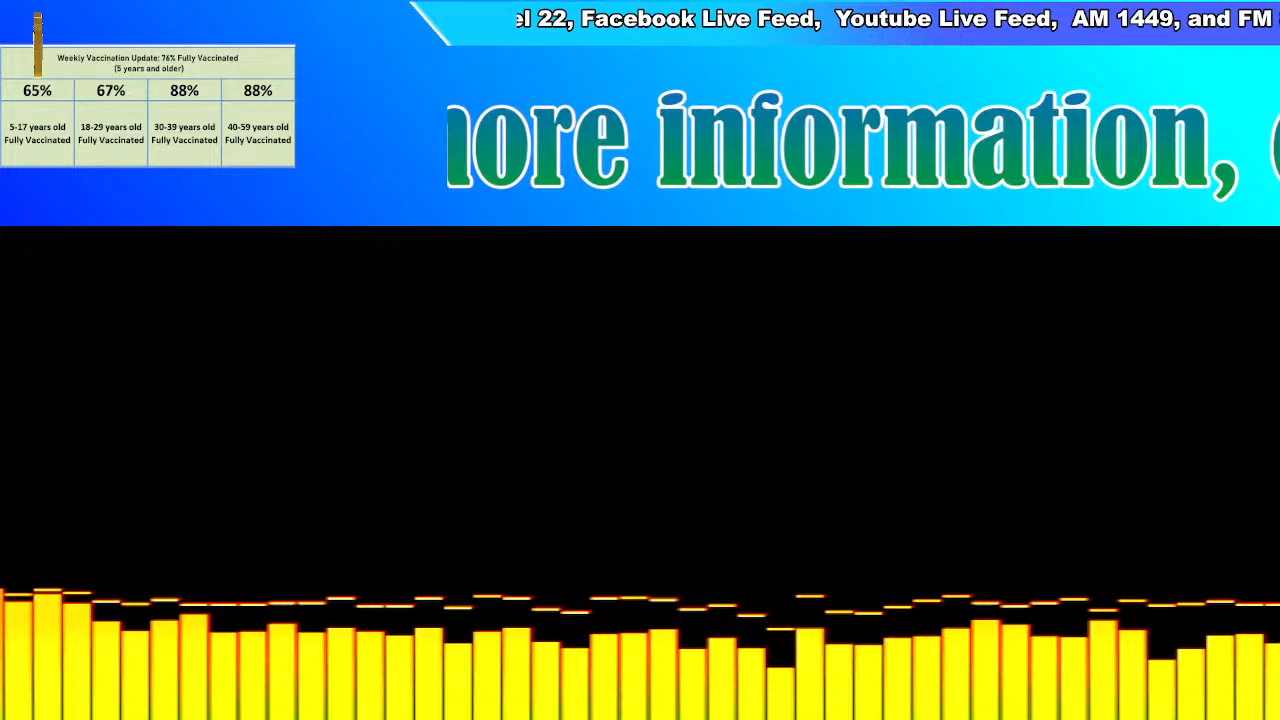 22, Facebook Live Feed, Youtube Live Feed, AM 1449, and FM
Weekly Vaccination Update: 76% Fully Vaccinated
(5 years and older)
65% 67% 88% 88%
5-17 years old 18-29 years old 30-39 years old 40-59 years old
Fully Vaccinated Fully Vaccinated Fully Vaccinated Fully Vaccinated
information,